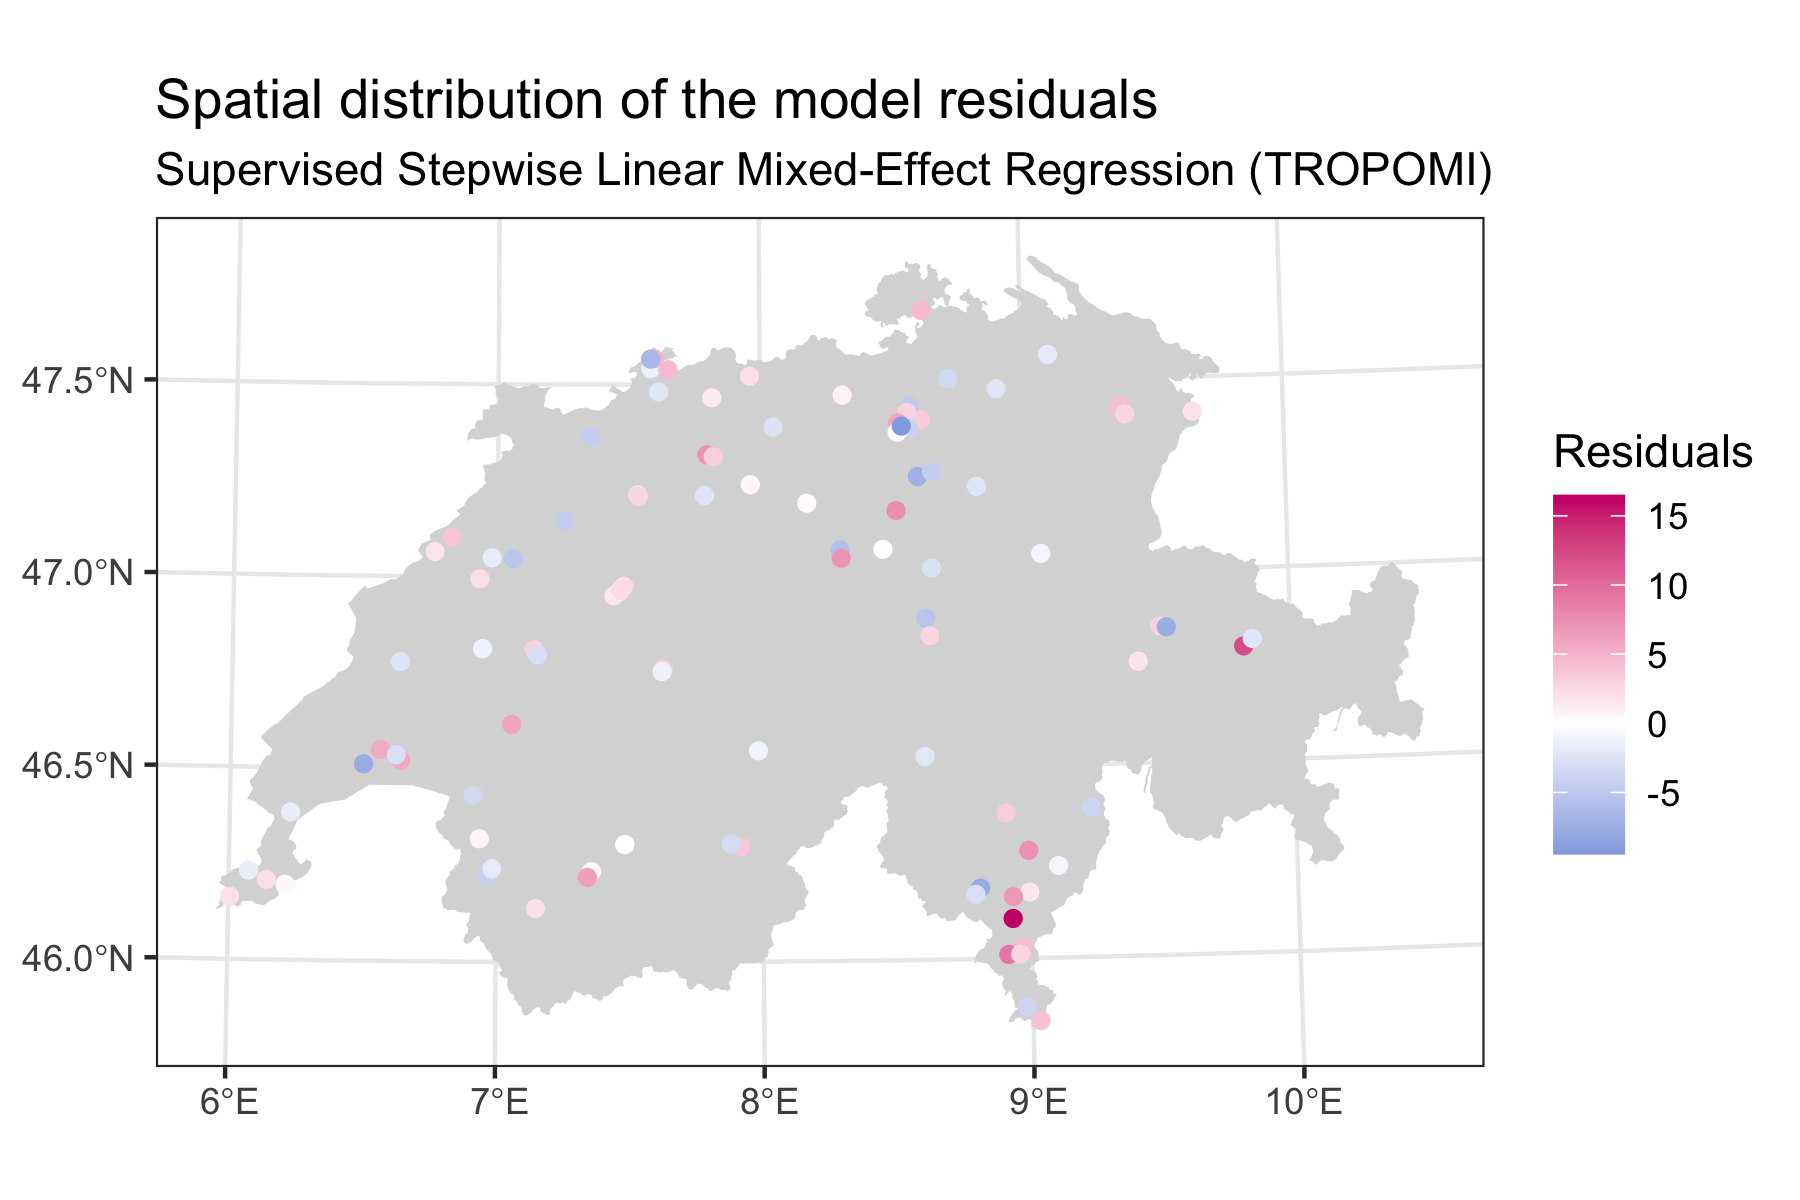 Spatial distribution of the model residuals
Supervised Stepwise Linear Mixed-Effect Regression (TROPOMI)
47.5°N
47.0°N
46.5°N
46.0°N
6°E
7°E
8°E
9°E
10°E
Residuals
15
10
5
0
-5